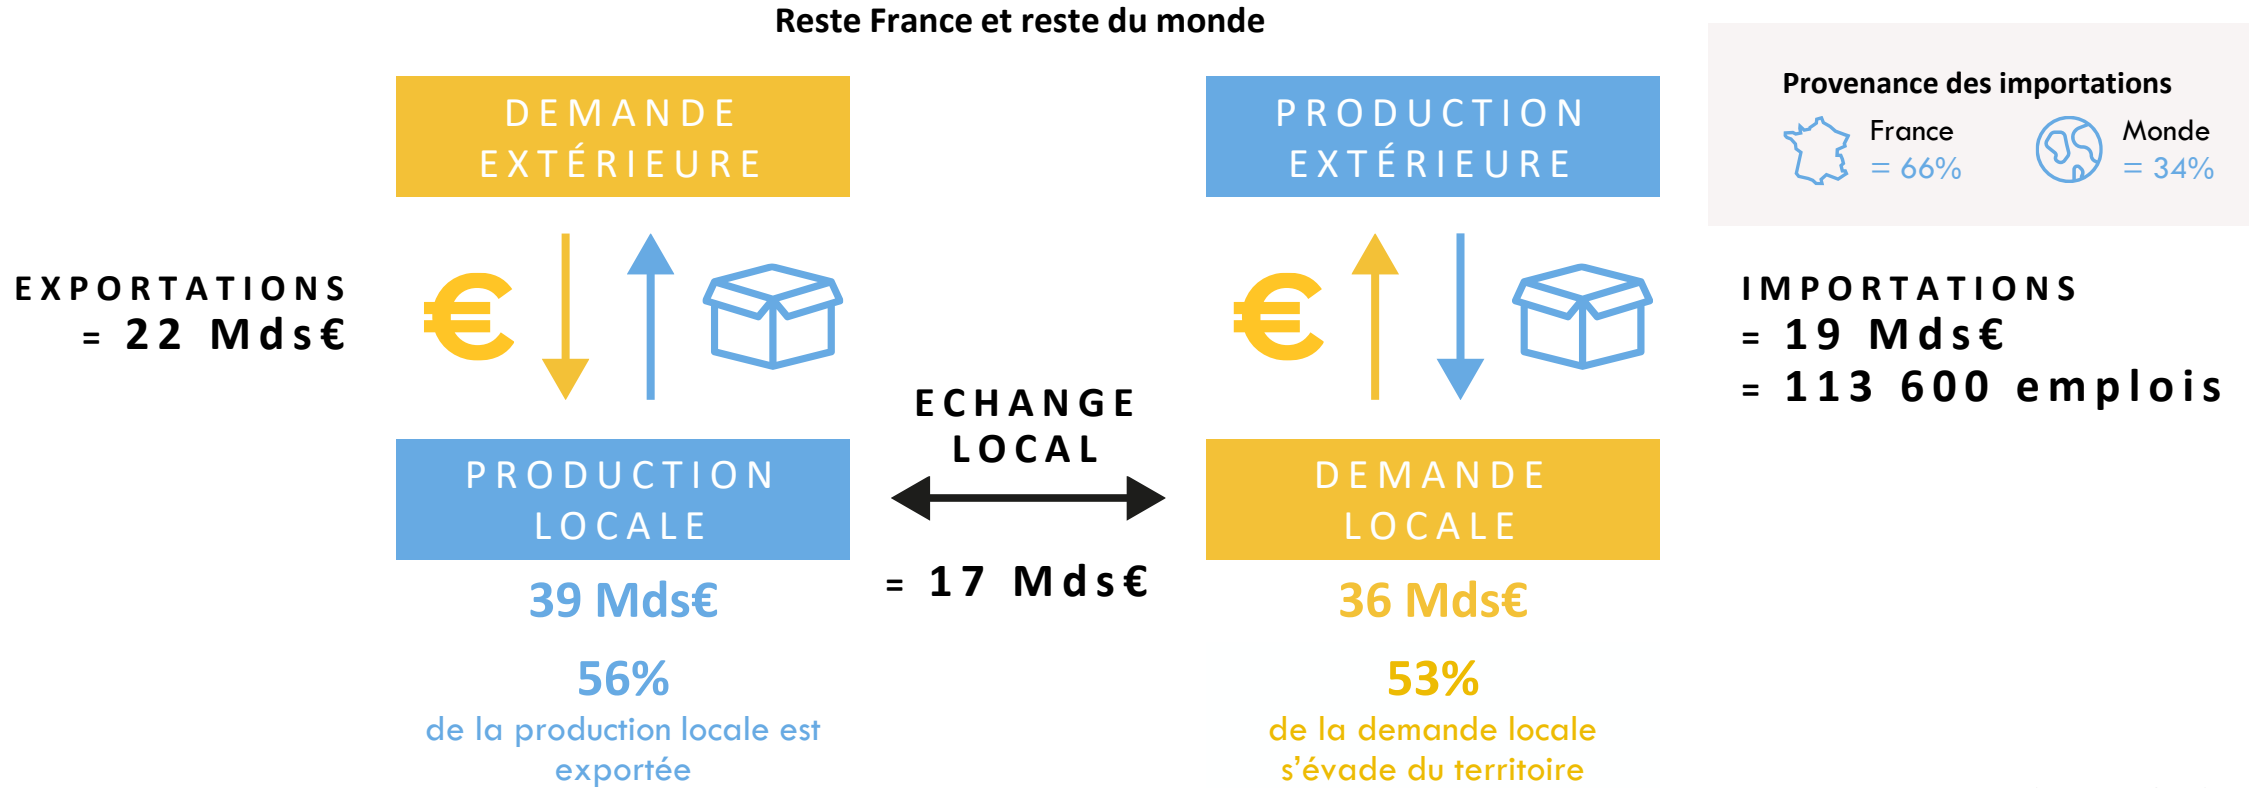 Reste France et reste du monde
DEMANDE
EXTÉRIEURE
PRODUCTION
EXTÉRIEURE
Provenance des importations
France
= 66%
Monde
= 34%
EXPORTATIONS
= 22 Mds€
IMPORTATIONS
= 19 Mds€
= 113 600 emplois
ECHANGE
LOCAL
= 17 Mds€
PRODUCTION
LOCALE
39 Mds€
56%
de la production locale est
exportée
DEMANDE
LOCALE
36 Mds€
53%
de la demande locale
s'évade du territoire